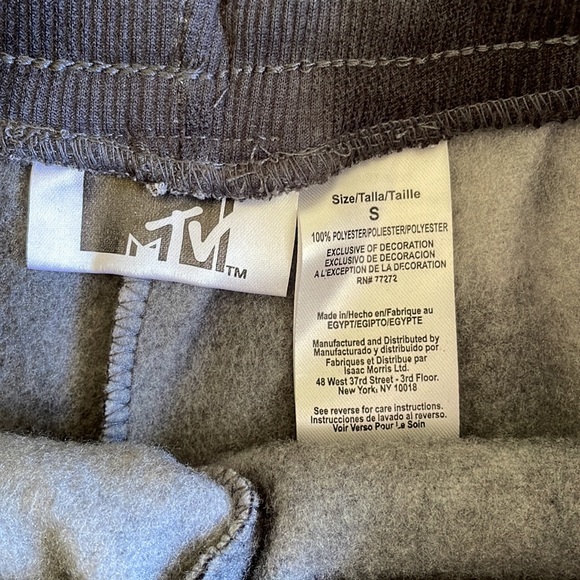 MTV
TM
Size/Talla/Taille
S
100% POLYESTER/POLIESTER/POLYESTER
EXCLUSIVE OF DECORATION
EXCLUSIVO DE DECORACION
A L'EXCEPTION DE LA DECORACION
RN# 77272
Made in/Hecho en/Fabrique au
EGYPT/EGIPTO/EGYPTE
Manufactured and Distributed by
Manufacturado y distribuido por
Fabriques et Distribue par
Isaac Morris Ltd.
48 West 37rd Street - 3rd Floor.
New York, NY 10018
See reverse for care instructions.
Instrucciones de lavado al reverso.
Voir Verso Pour Le Soin